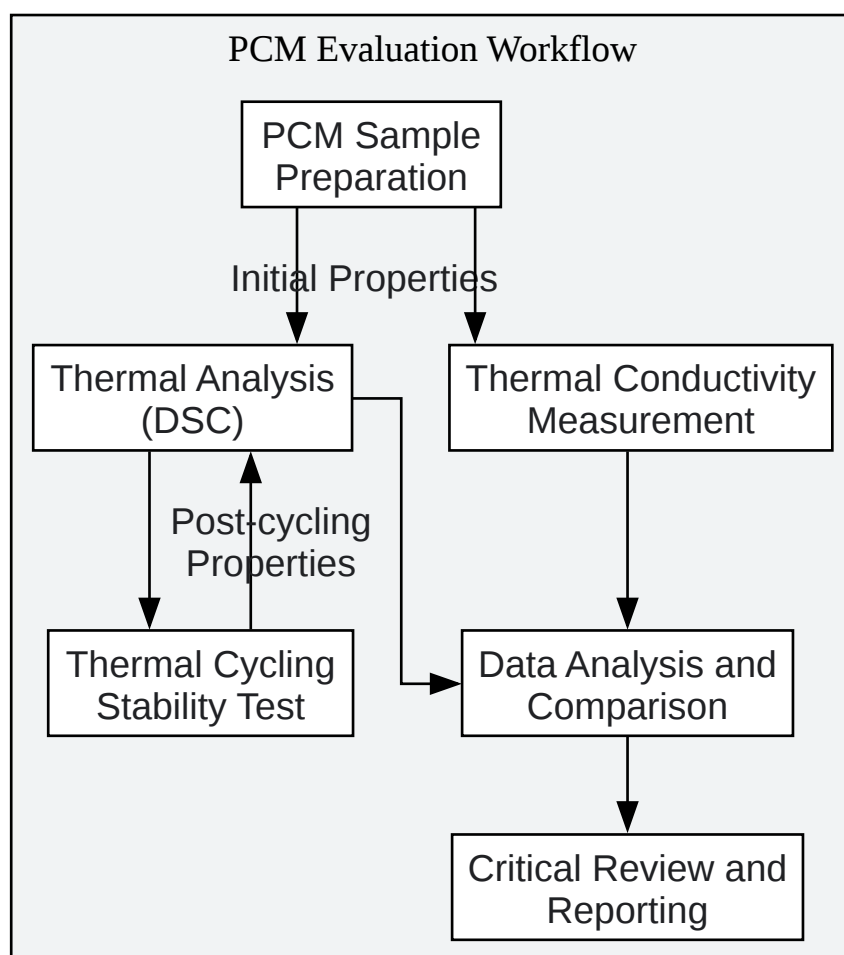 PCM Evaluation Workflow
PCM Sample
Preparation
Initial Properties
Thermal Analysis
(DSC)
Thermal Conductivity
Measurement
Post-cycling
Properties
Thermal Cycling
Stability Test
Data Analysis and
Comparison
Critical Review and
Reporting